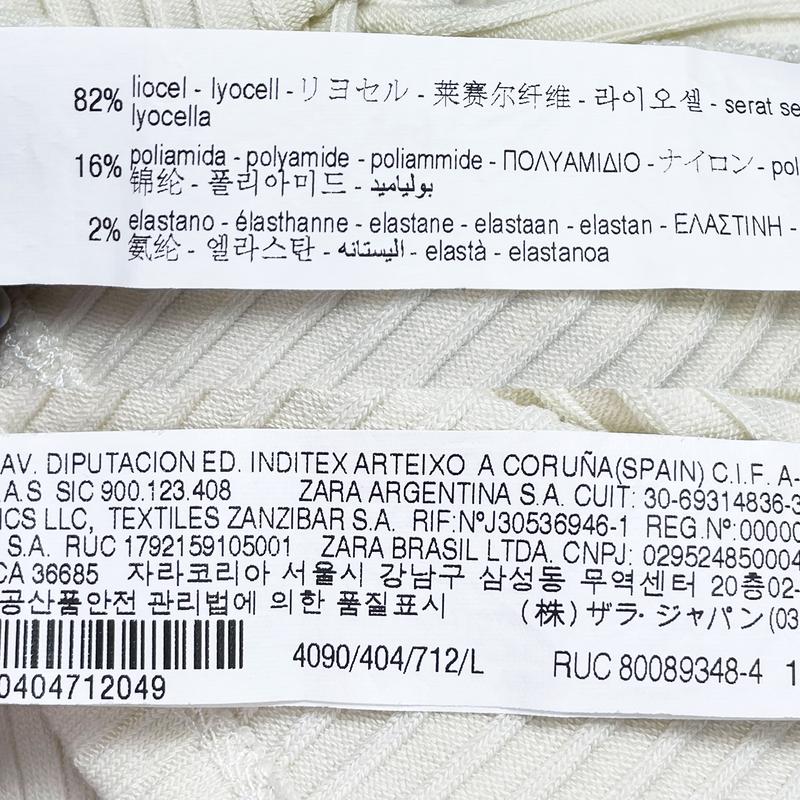 82% liocel - lyocell - リヨセル - 莱赛尔纤维 - 라이오셀 - serat se
lyocella
16% poliamida - polyamide - poliammide - ΠΟΛΥΑΜΙΔΙΟ - ナイロン - pol
锦纶 - 폴리아미드 - بولياميد
2% elastano - élasthanne - elastane - elastaan - elastan - ΕΛΑΣΤΙΝΗ -
氨纶 - 엘라스탄 - اليستانه - elastà - elastanoa
AV. DIPUTACION ED. INDITEX ARTEIXO A CORUÑA(SPAIN) C.I.F. A-
.A.S SIC 900.123.408 ZARA ARGENTINA S.A. CUIT: 30-69314836-3
ICS LLC, TEXTILES ZANZIBAR S.A. RIF:NºJ30536946-1 REG.Nº:00000
S.A. RUC 1792159105001 ZARA BRASIL LTDA. CNPJ: 029524850004
CA 36685 자라코리아 서울시 강남구 삼성동 무역센터 20층02-
공산품안전 관리법에 의한 품질표시 (株) ザラ・ジャパン(03
0404712049 4090/404/712/L RUC 80089348-4 1